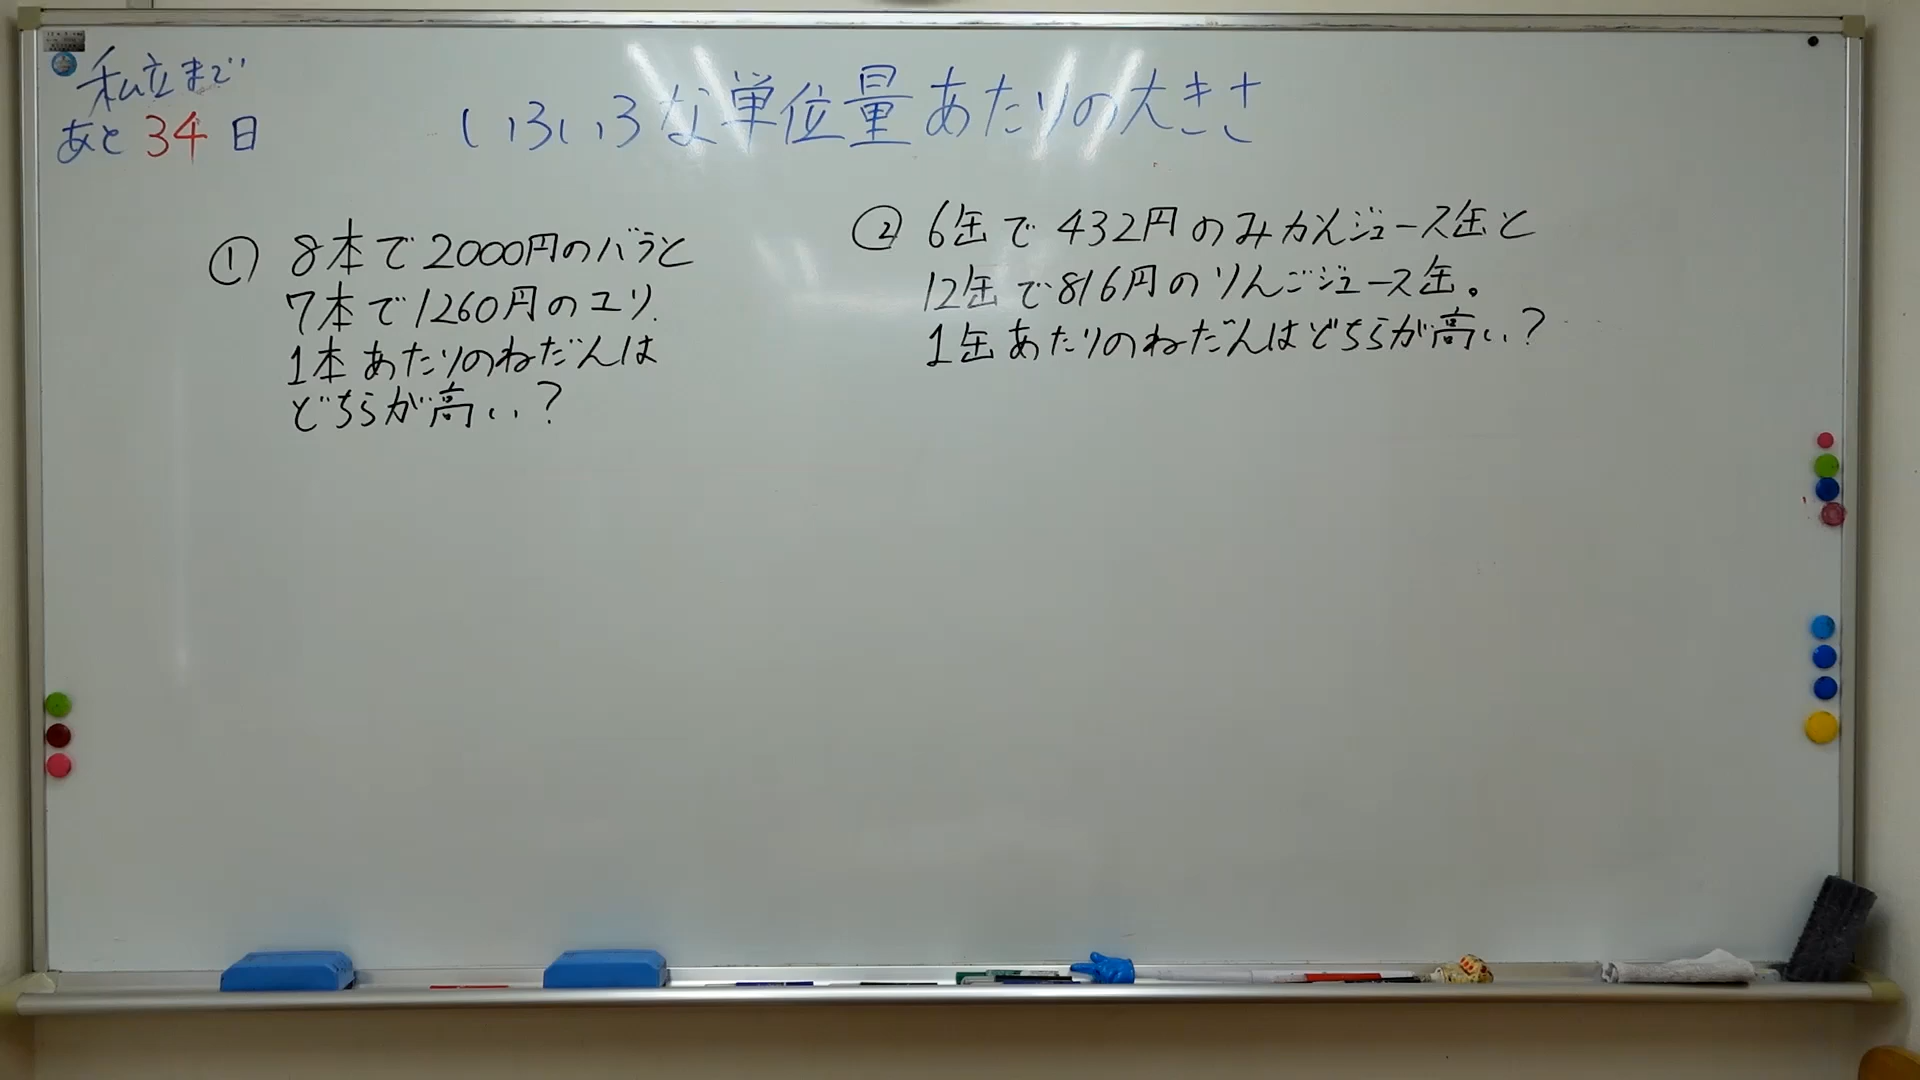 私立まで
あと34日
いろいろな単位量あたりの大きさ
① 8本で2000円のバラと
7本で1260円のユリ.
1本あたりのねだんは
どちらが高い?
② 6缶で432円のみかんジュース缶と
12缶で816円のりんごジュース缶。
1缶あたりのねだんはどちらが高い?